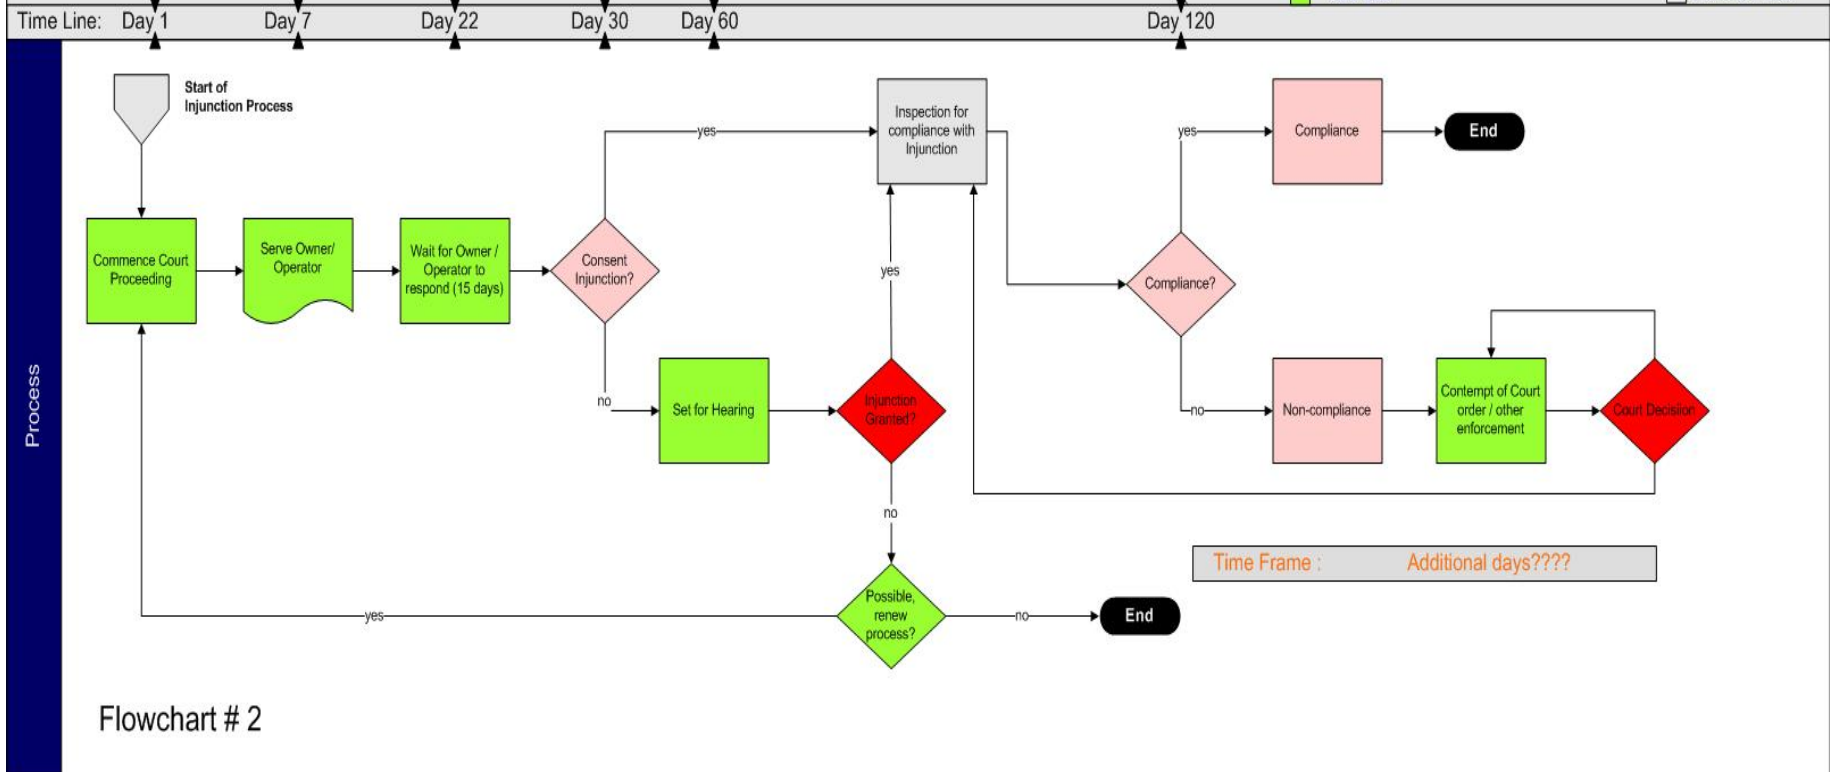 Time Line:
Day 1
Day 7
Day 22
Day 30
Day 60
Day 120
Process
Start of
Injunction Process
Commence Court
Proceeding
Serve Owner/
Operator
Wait for Owner /
Operator to
respond (15 days)
Consent
Injunction?
yes
no
Inspection for
compliance with
Injunction
Set for Hearing
Injunction
Granted?
yes
no
Possible,
renew
process?
yes
no
End
Compliance?
yes
Compliance
End
no
Non-compliance
Contempt of Court
order / other
enforcement
Court Decisiion
Time Frame :
Additional days????
Flowchart # 2